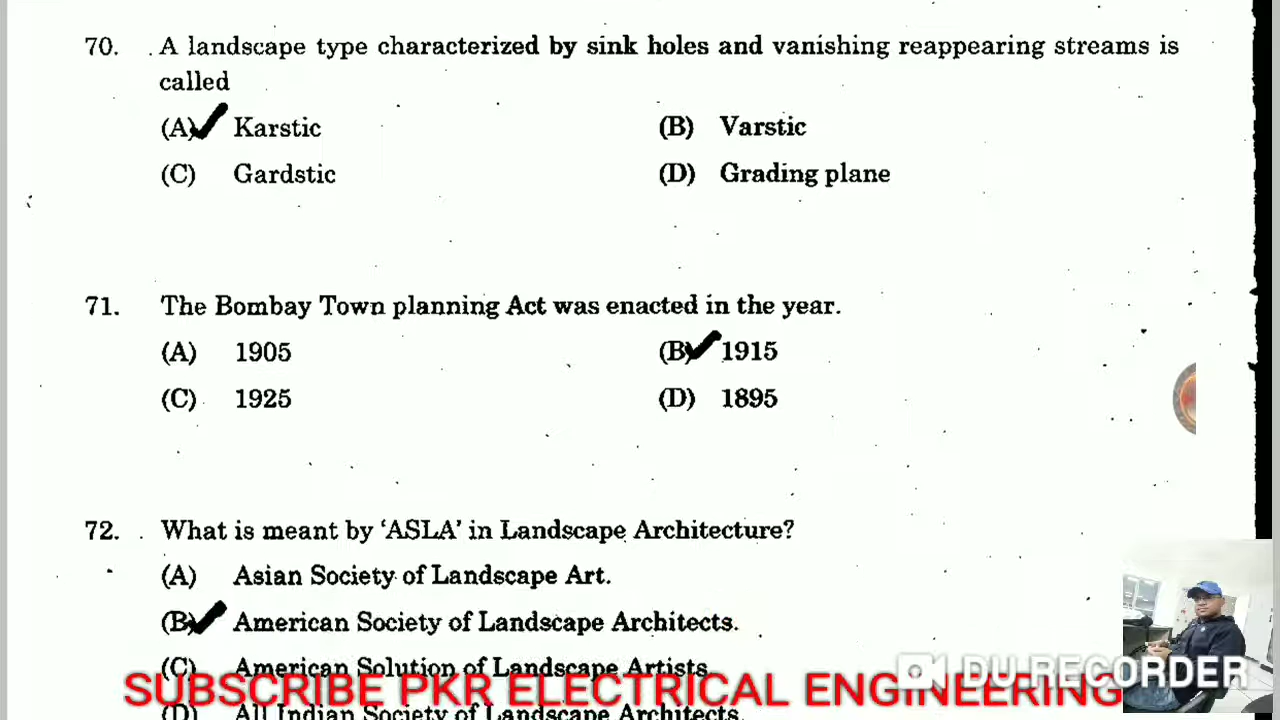 70. A landscape type characterized by sink holes and vanishing reappearing streams is
called
(A) Karstic (B) Varstic
(C) Gardstic (D) Grading plane
71. The Bombay Town planning Act was enacted in the year.
(A) 1905 (B) 1915
(C) 1925 (D) 1895
72. What is meant by ‘ASLA’ in Landscape Architecture?
(A) Asian Society of Landscape Art.
(B) American Society of Landscape Architects.
(C) American Solution of Landscape Artists.
SUBSCRIBE PKR ELECTRICAL ENGINEERING
DU RECORDER
(D) All Indian Society of Landscape Architects.